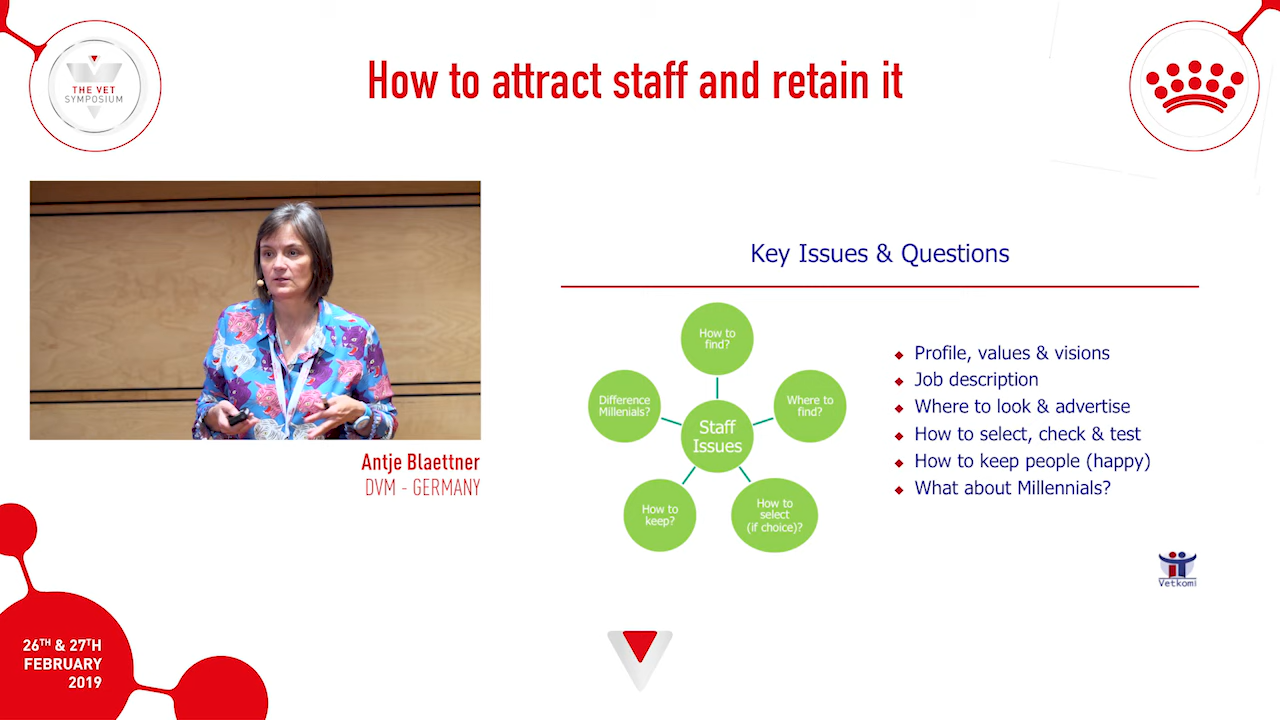 THE VET
SYMPOSIUM
How to attract staff and retain it
Antje Blaettner
DVM - GERMANY
Key Issues & Questions
How to
find?
Difference
Millenials?
Where to
find?
Staff
Issues
How to
keep?
How to
select
(if choice)?
Profile, values & visions
Job description
Where to look & advertise
How to select, check & test
How to keep people (happy)
What about Millennials?
Vetkomi
26TH & 27TH
FEBRUARY
2019